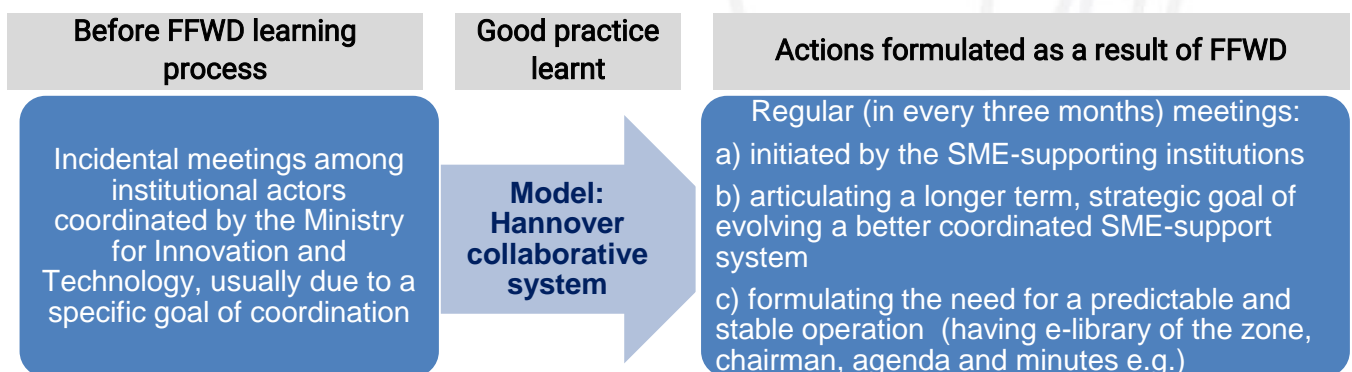 Before FFWD learning
process
Good practice
learnt
Actions formulated as a result of FFWD
Incidental meetings among
institutional actors
coordinated by the Ministry
for Innovation and
Technology, usually due to a
specific goal of coordination
Model:
Hannover
collaborative
system
Regular (in every three months) meetings:
a) initiated by the SME-supporting institutions
b) articulating a longer term, strategic goal of
evolving a better coordinated SME-support
system
c) formulating the need for a predictable and
stable operation (having e-library of the zone,
chairman, agenda and minutes e.g.)